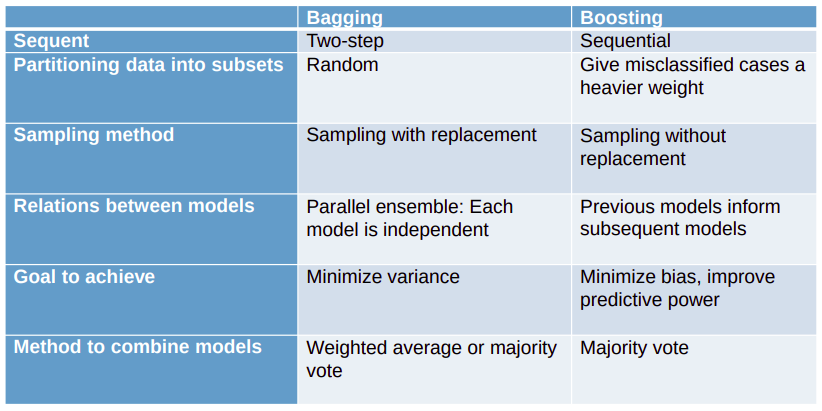 Bagging Boosting
Sequent Two-step Sequential
Partitioning data into subsets Random Give misclassified cases a
heavier weight
Sampling method Sampling with replacement Sampling without
replacement
Relations between models Parallel ensemble: Each Previous models inform
model is independent subsequent models
Goal to achieve Minimize variance Minimize bias, improve
predictive power
Method to combine models Weighted average or majority Majority vote
vote